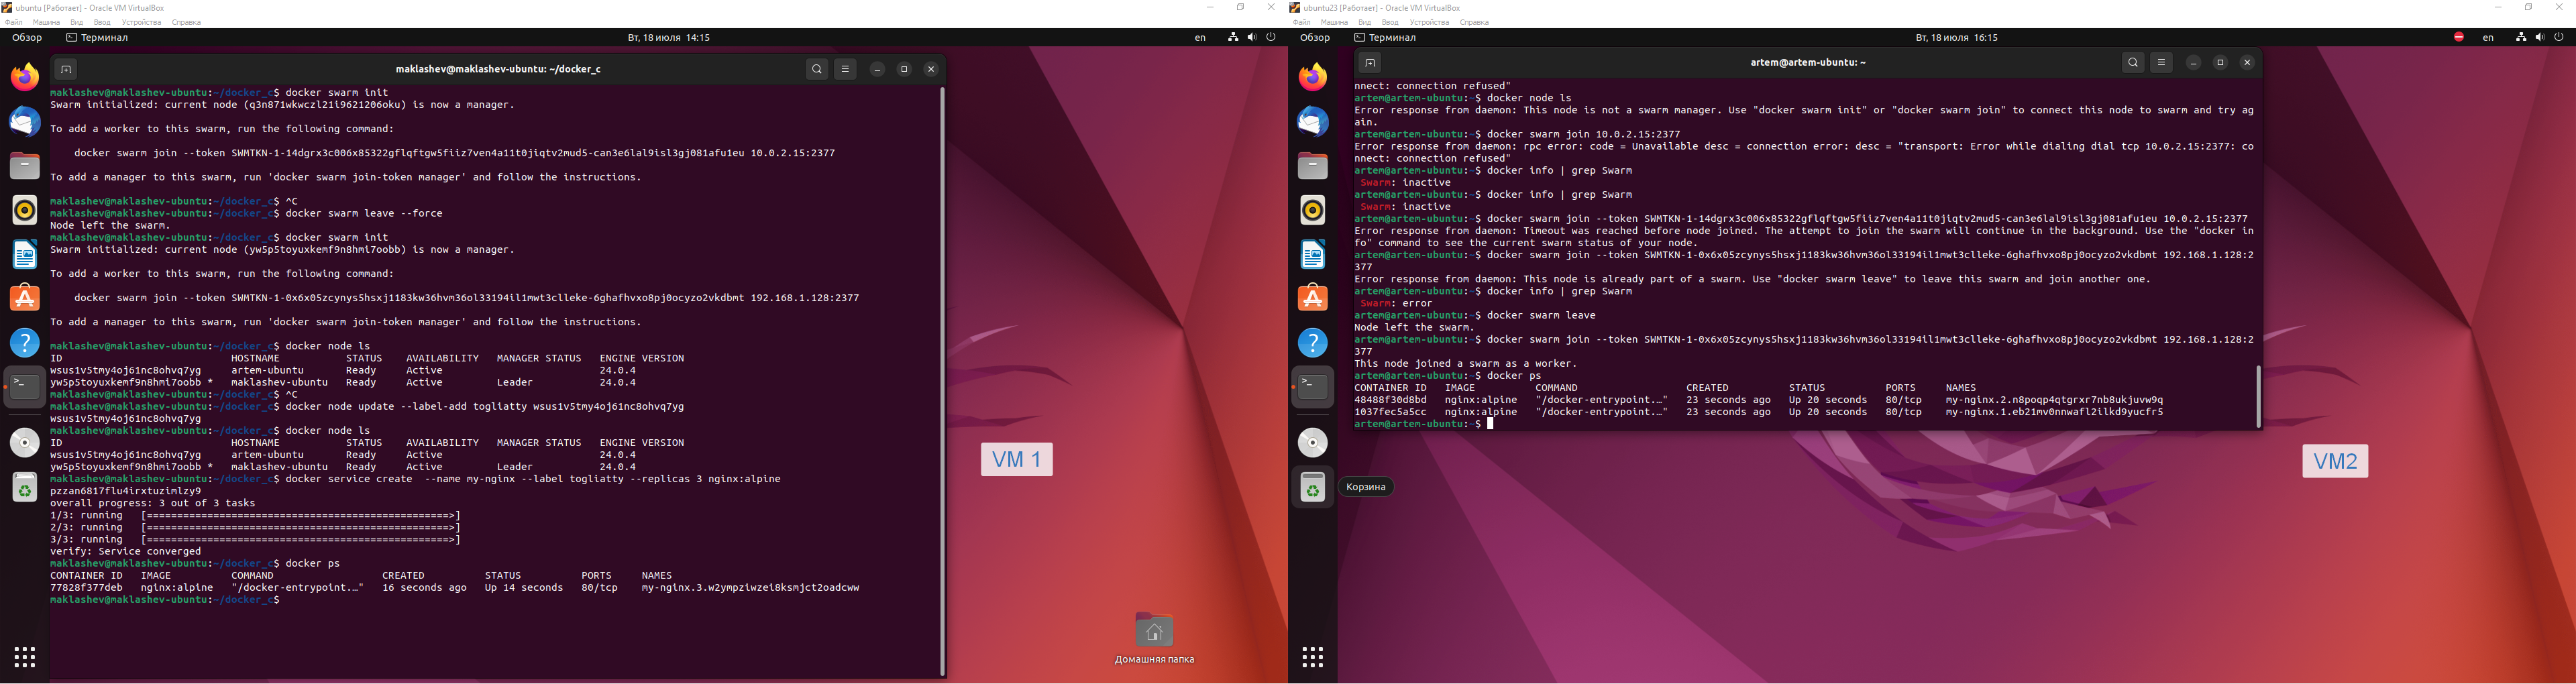 ubuntu [Работает] - Oracle VM VirtualBox
Файл Машина Вид Ввод Устройства Справка
Обзор Терминал Вт, 18 июля 14:15 en
maklashev@maklashev-ubuntu: ~/docker_c
maklashev@maklashev-ubuntu:~/docker_c$ docker swarm init
Swarm initialized: current node (q3n871wkwczl21i9621206oku) is now a manager.
To add a worker to this swarm, run the following command:
docker swarm join --token SWMTKN-1-14dgrx3c006x85322gflqftgw5fiiz7ven4a11t0jiqtv2mud5-can3e6lal9isl3gj081afu1eu 10.0.2.15:2377
To add a manager to this swarm, run 'docker swarm join-token manager' and follow the instructions.
maklashev@maklashev-ubuntu:~/docker_c$ ^C
maklashev@maklashev-ubuntu:~/docker_c$ docker swarm leave --force
Node left the swarm.
maklashev@maklashev-ubuntu:~/docker_c$ docker swarm init
Swarm initialized: current node (yw5p5toyuxkemf9n8hmi7oobb) is now a manager.
To add a worker to this swarm, run the following command:
docker swarm join --token SWMTKN-1-0x6x05zcynys5hsxj1183kw36hvm36ol33194il1mwt3clleke-6ghafhvxo8pj0ocyzo2vkdbmt 192.168.1.128:2377
To add a manager to this swarm, run 'docker swarm join-token manager' and follow the instructions.
maklashev@maklashev-ubuntu:~/docker_c$ docker node ls
ID HOSTNAME STATUS AVAILABILITY MANAGER STATUS ENGINE VERSION
wsus1v5tmy4oj61nc8ohvq7yg artem-ubuntu Ready Active 24.0.4
yw5p5toyuxkemf9n8hmi7oobb * maklashev-ubuntu Ready Active Leader 24.0.4
maklashev@maklashev-ubuntu:~/docker_c$ ^C
maklashev@maklashev-ubuntu:~/docker_c$ docker node update --label-add togliatty wsus1v5tmy4oj61nc8ohvq7yg
wsus1v5tmy4oj61nc8ohvq7yg
maklashev@maklashev-ubuntu:~/docker_c$ docker node ls
ID HOSTNAME STATUS AVAILABILITY MANAGER STATUS ENGINE VERSION
wsus1v5tmy4oj61nc8ohvq7yg artem-ubuntu Ready Active 24.0.4
yw5p5toyuxkemf9n8hmi7oobb * maklashev-ubuntu Ready Active Leader 24.0.4
maklashev@maklashev-ubuntu:~/docker_c$ docker service create --name my-nginx --label togliatty --replicas 3 nginx:alpine
pzzan6817flu4irxtuzimlzy9
overall progress: 3 out of 3 tasks
1/3: running [==================================================>]
2/3: running [==================================================>]
3/3: running [==================================================>]
verify: Service converged
maklashev@maklashev-ubuntu:~/docker_c$ docker ps
CONTAINER ID IMAGE COMMAND CREATED STATUS PORTS NAMES
77828f377deb nginx:alpine "/docker-entrypoint.…" 16 seconds ago Up 14 seconds 80/tcp my-nginx.3.w2ympziwzei8ksmjct2oadcww
maklashev@maklashev-ubuntu:~/docker_c$
VM 1
Домашняя папка
ubuntu23 [Работает] - Oracle VM VirtualBox
Файл Машина Вид Ввод Устройства Справка
Обзор Терминал Вт, 18 июля 16:15 en
artem@artem-ubuntu: ~
nnect: connection refused"
artem@artem-ubuntu:~$ docker node ls
Error response from daemon: This node is not a swarm manager. Use "docker swarm init" or "docker swarm join" to connect this node to swarm and try ag
ain.
artem@artem-ubuntu:~$ docker swarm join 10.0.2.15:2377
Error response from daemon: rpc error: code = Unavailable desc = connection error: desc = "transport: Error while dialing dial tcp 10.0.2.15:2377: co
nnect: connection refused"
artem@artem-ubuntu:~$ docker info | grep Swarm
Swarm: inactive
artem@artem-ubuntu:~$ docker info | grep Swarm
Swarm: inactive
artem@artem-ubuntu:~$ docker swarm join --token SWMTKN-1-14dgrx3c006x85322gflqftgw5fiiz7ven4a11t0jiqtv2mud5-can3e6lal9isl3gj081afu1eu 10.0.2.15:2377
Error response from daemon: Timeout was reached before node joined. The attempt to join the swarm will continue in the background. Use the "docker in
fo" command to see the current swarm status of your node.
artem@artem-ubuntu:~$ docker swarm join --token SWMTKN-1-0x6x05zcynys5hsxj1183kw36hvm36ol33194il1mwt3clleke-6ghafhvxo8pj0ocyzo2vkdbmt 192.168.1.128:2
377
Error response from daemon: This node is already part of a swarm. Use "docker swarm leave" to leave this swarm and join another one.
artem@artem-ubuntu:~$ docker info | grep Swarm
Swarm: error
artem@artem-ubuntu:~$ docker swarm leave
Node left the swarm.
artem@artem-ubuntu:~$ docker swarm join --token SWMTKN-1-0x6x05zcynys5hsxj1183kw36hvm36ol33194il1mwt3clleke-6ghafhvxo8pj0ocyzo2vkdbmt 192.168.1.128:2
377
This node joined a swarm as a worker.
artem@artem-ubuntu:~$ docker ps
CONTAINER ID IMAGE COMMAND CREATED STATUS PORTS NAMES
48488f30d8bd nginx:alpine "/docker-entrypoint.…" 23 seconds ago Up 20 seconds 80/tcp my-nginx.2.n8poqp4qtgrxr7nb8ukjuvw9q
1037fec5a5cc nginx:alpine "/docker-entrypoint.…" 23 seconds ago Up 20 seconds 80/tcp my-nginx.1.eb21mv0nnwafl2ilkd9yucfr5
artem@artem-ubuntu:~$
VM2
Корзина